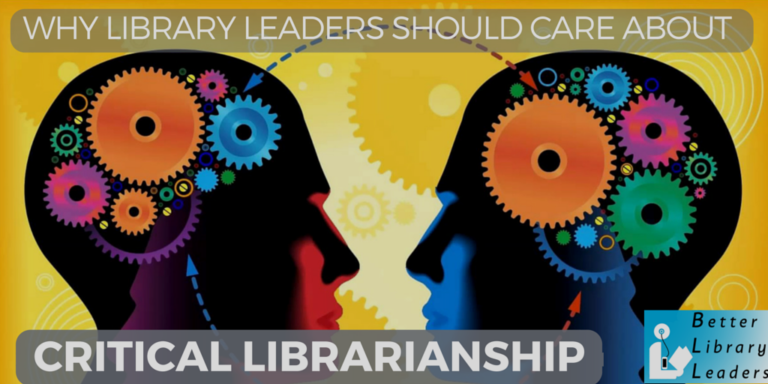 WHY LIBRARY LEADERS SHOULD CARE ABOUT
CRITICAL LIBRARIANSHIP
Better
Library
Leaders